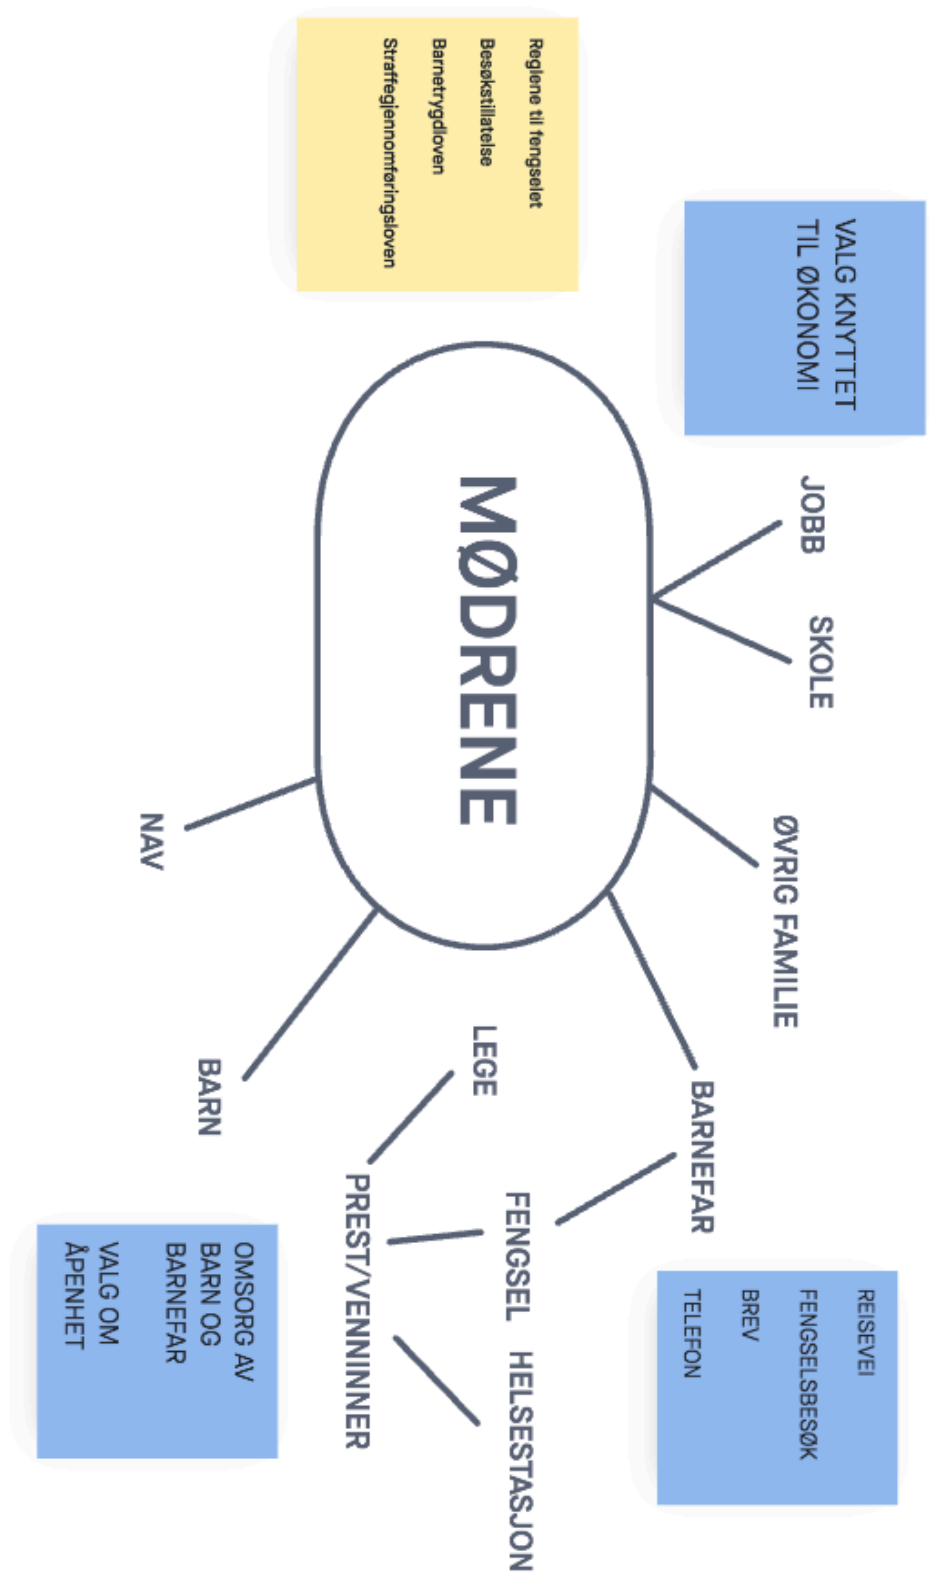 VALG KNYTTET
TIL ØKONOMI
JOBB
SKOLE
ØVRIG FAMILIE
BARNEFAR
REISEVEI
FENGSELSBESØK
BREV
TELEFON
Reglene til fengselet
Besøkstillatelse
Barnetrygdloven
Straffegjennomføringsloven
MØDRENE
LEGE
FENGSEL
HELSESTASJON
PREST/VENNINNER
NAV
BARN
OMSORG AV
BARN OG
BARNEFAR
VALG OM
ÅPENHET